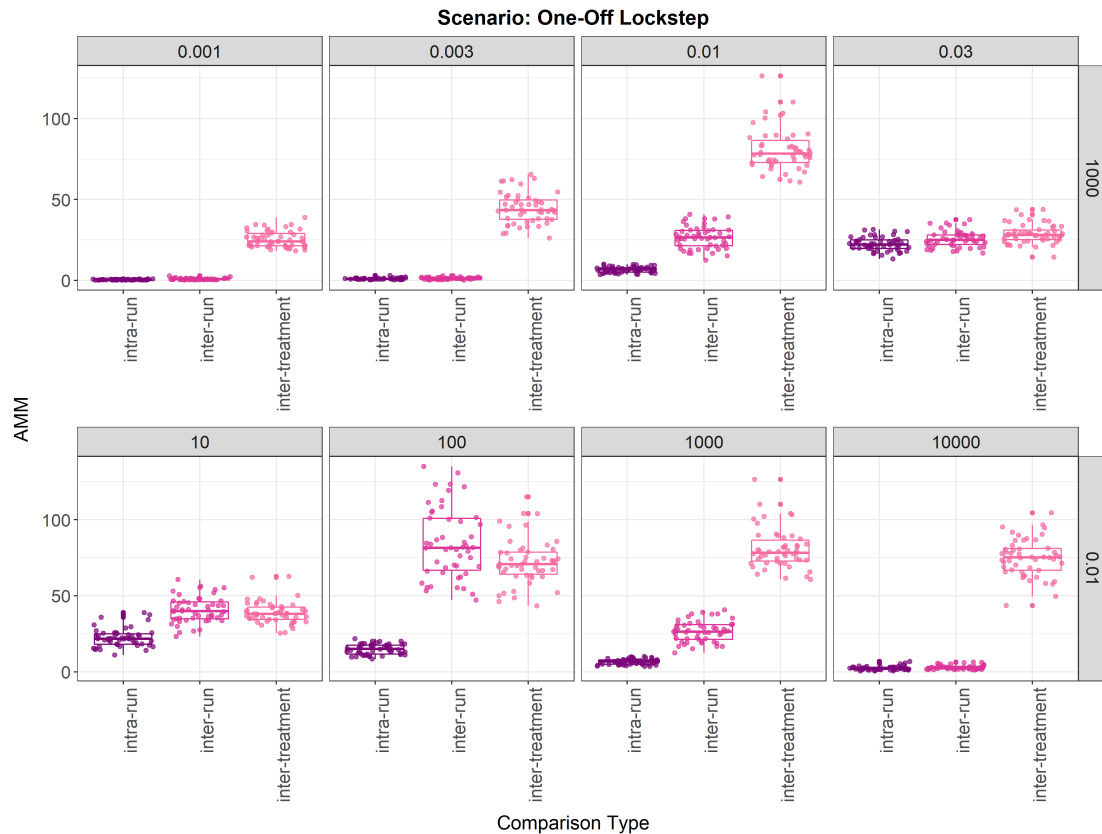 Scenario: One-Off Lockstep
0.001 0.003 0.01 0.03
1000
100
50
0
intra-run inter-run inter-treatment intra-run inter-run inter-treatment intra-run inter-run inter-treatment intra-run inter-run inter-treatment
AMM
10 100 1000 10000
0.01
100
50
0
intra-run inter-run inter-treatment intra-run inter-run inter-treatment intra-run inter-run inter-treatment intra-run inter-run inter-treatment
Comparison Type